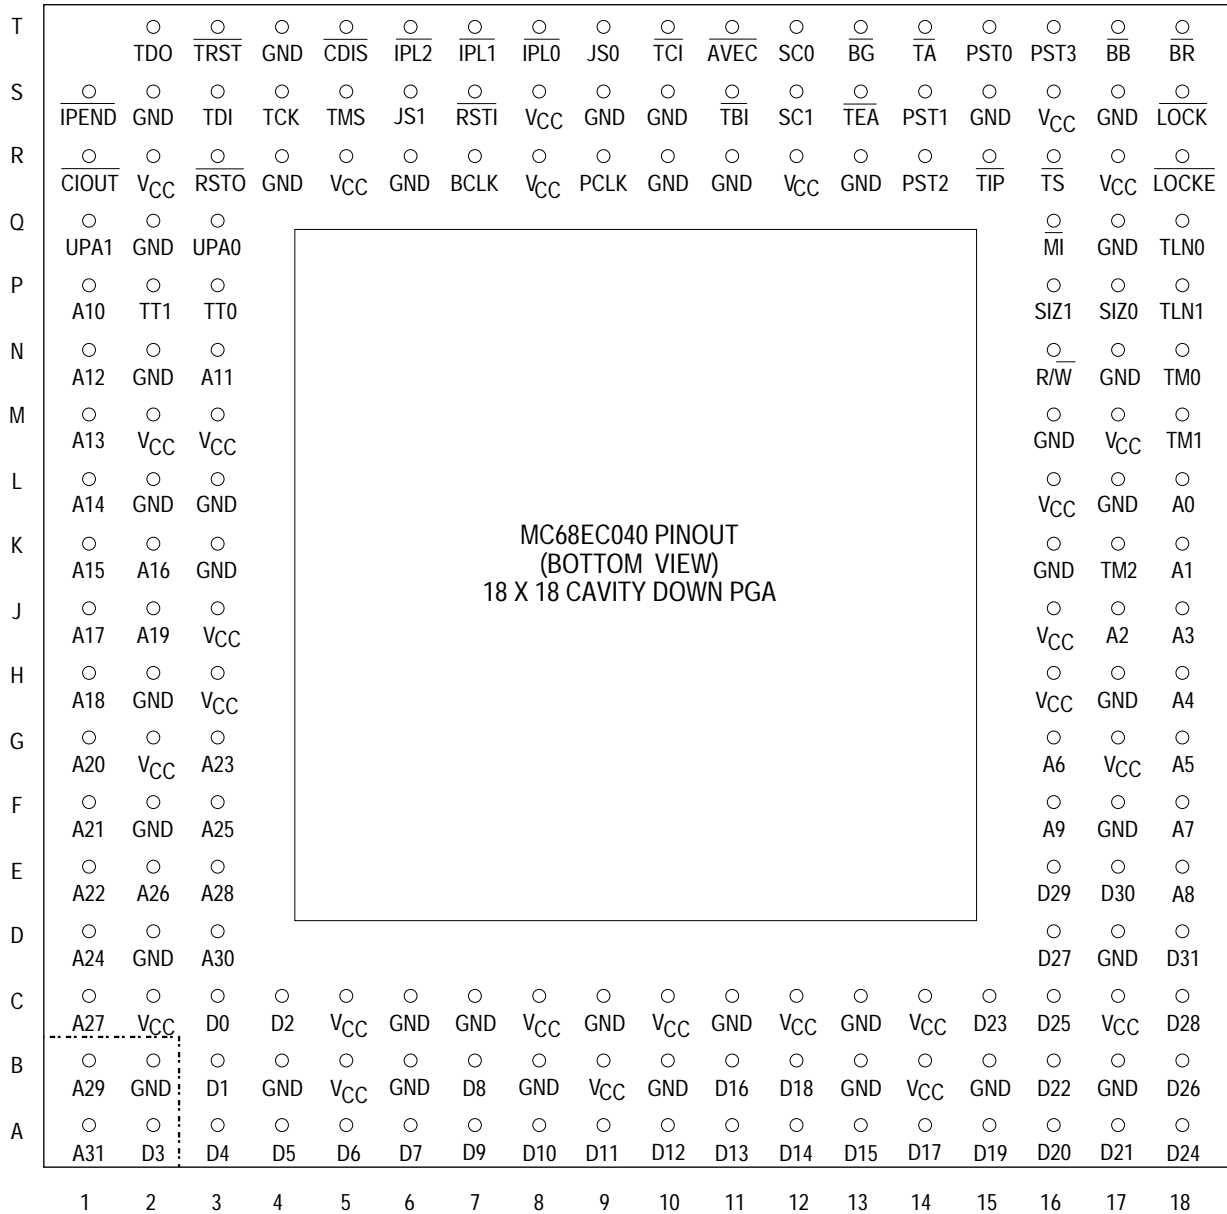 T
TDO TRST GND CDIS IPL2 IPL1 IPL0 JS0 TCI AVEC SC0 BG TA PST0 PST3 BB BR
S
IPEND GND TDI TCK TMS JS1 RSTI VCC GND GND TBI SC1 TEA PST1 GND VCC GND LOCK
R
CIOUT VCC RSTO GND VCC GND BCLK VCC PCLK GND GND VCC GND PST2 TIP TS VCC LOCKE
Q
UPA1 GND UPA0 MI GND TLN0
P
A10 TT1 TT0 SIZ1 SIZ0 TLN1
N
A12 GND A11 R/W GND TM0
M
A13 VCC VCC GND VCC TM1
L
A14 GND GND VCC GND A0
MC68EC040 PINOUT
(BOTTOM VIEW)
18 X 18 CAVITY DOWN PGA
K
A15 A16 GND GND TM2 A1
J
A17 A19 VCC VCC A2 A3
H
A18 GND VCC VCC GND A4
G
A20 VCC A23 A6 VCC A5
F
A21 GND A25 A9 GND A7
E
A22 A26 A28 D29 D30 A8
D
A24 GND A30 D27 GND D31
C
A27 VCC D0 D2 VCC GND GND VCC GND VCC GND VCC GND VCC D23 D25 VCC D28
B
A29 GND D1 GND VCC GND D8 GND VCC GND D16 D18 GND VCC GND D22 GND D26
A
A31 D3 D4 D5 D6 D7 D9 D10 D11 D12 D13 D14 D15 D17 D19 D20 D21 D24
1 2 3 4 5 6 7 8 9 10 11 12 13 14 15 16 17 18